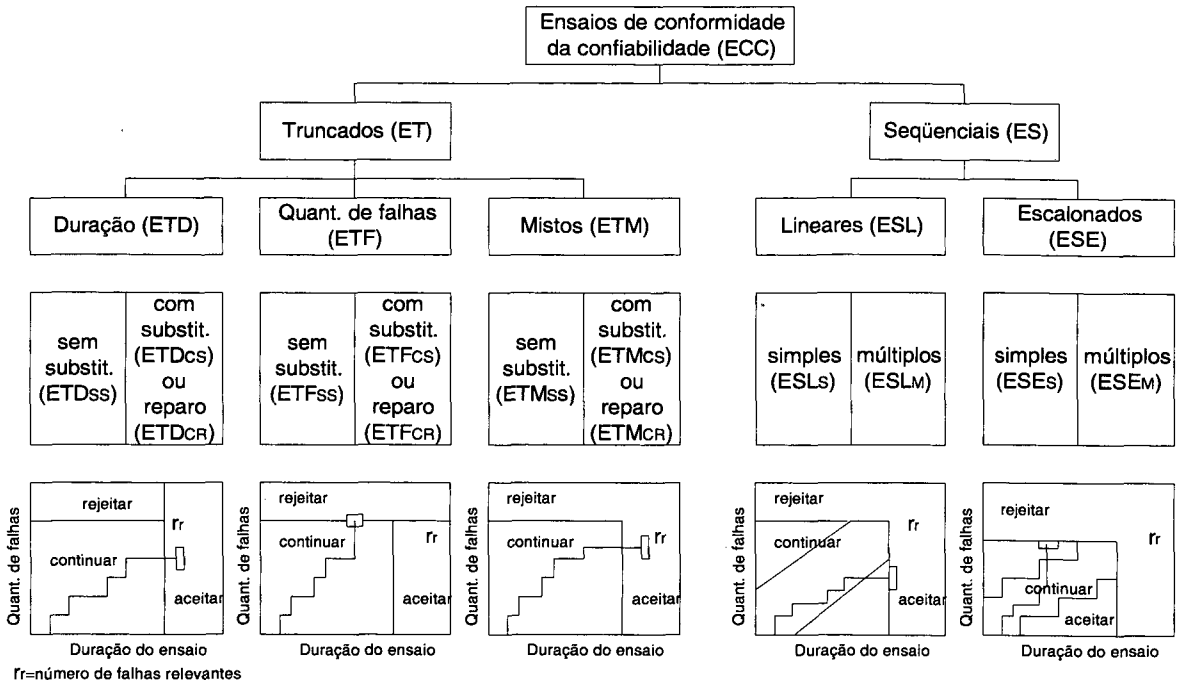 Ensaios de conformidade
da confiabilidade (ECC)
Truncados (ET)
Seqüenciais (ES)
Duração (ETD)
Quant. de falhas
(ETF)
Mistos (ETM)
Lineares (ESL)
Escalonados
(ESE)
sem
substit.
(ETDSS)
com
substit.
(ETDCS)
ou
reparo
(ETDCR)
sem
substit.
(ETFSS)
com
substit.
(ETFCS)
ou
reparo
(ETFCR)
sem
substit.
(ETMSS)
com
substit.
(ETMCS)
ou
reparo
(ETMCR)
simples
(ESLS)
múltiplos
(ESLM)
simples
(ESES)
múltiplos
(ESEM)
Quant. de falhas
rejeitar
rr
continuar
aceitar
Duração do ensaio
Quant. de falhas
rejeitar
rr
continuar
aceitar
Duração do ensaio
Quant. de falhas
rejeitar
rr
continuar
aceitar
Duração do ensaio
Quant. de falhas
rejeitar
rr
continuar
aceitar
Duração do ensaio
Quant. de falhas
rejeitar
rr
continuar
aceitar
Duração do ensaio
rr=número de falhas relevantes